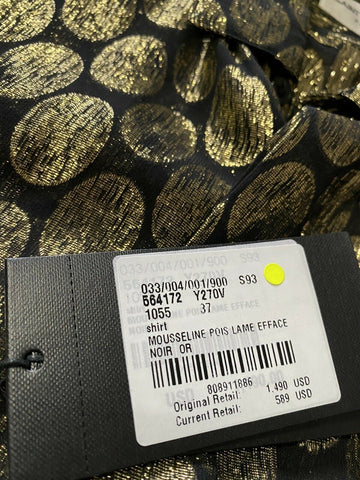 033/004/001/900 S93
564172 Y270V
1055 37
shirt
MOUSSELINE POIS LAME EFFACE
NOIR OR
808911886
Original Retail: 1,490 USD
Current Retail: 589 USD